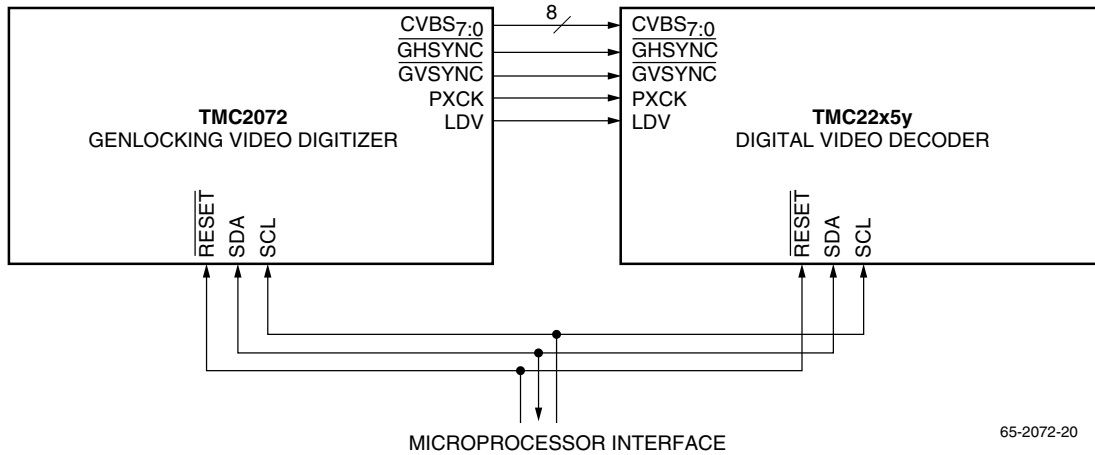 8
CVBS7:0
GHSYNC
GVSYNC
PXCK
LDV
TMC2072
GENLOCKING VIDEO DIGITIZER
RESET
SDA
SCL
CVBS7:0
GHSYNC
GVSYNC
PXCK
LDV
TMC22x5y
DIGITAL VIDEO DECODER
RESET
SDA
SCL
MICROPROCESSOR INTERFACE
65-2072-20